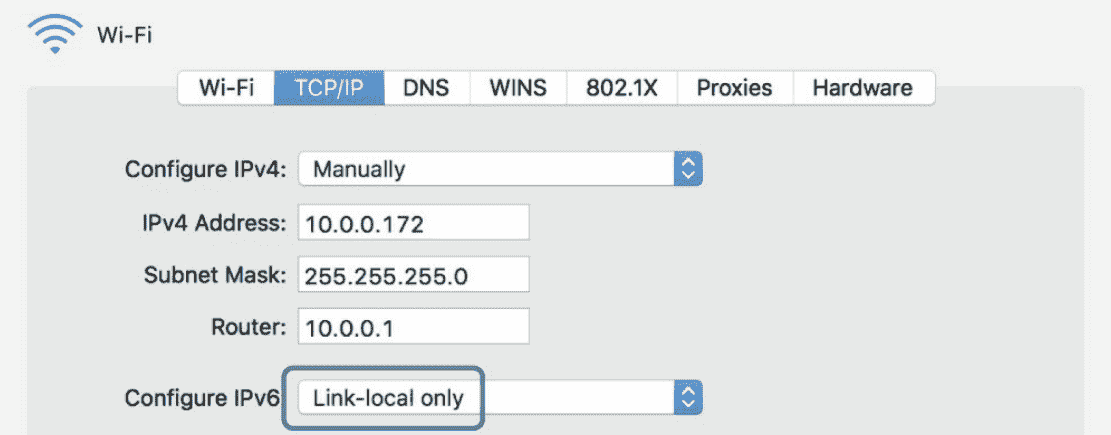 Wi-Fi
Wi-Fi TCP/IP DNS WINS 802.1X Proxies Hardware
Configure IPv4: Manually
IPv4 Address: 10.0.0.172
Subnet Mask: 255.255.255.0
Router: 10.0.0.1
Configure IPv6 Link-local only